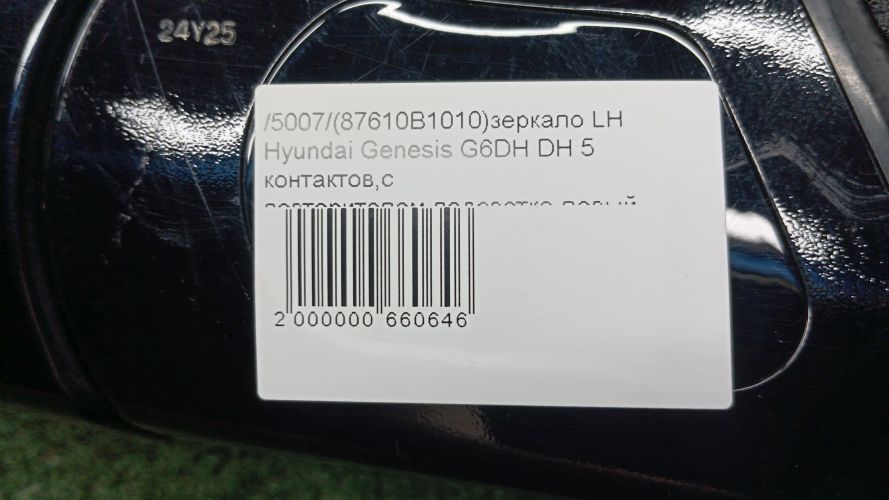 24Y25
/5007/(87610B1010)зеркало LH
Hyundai Genesis G6DH DH 5
контактов,с
2 000000 660646